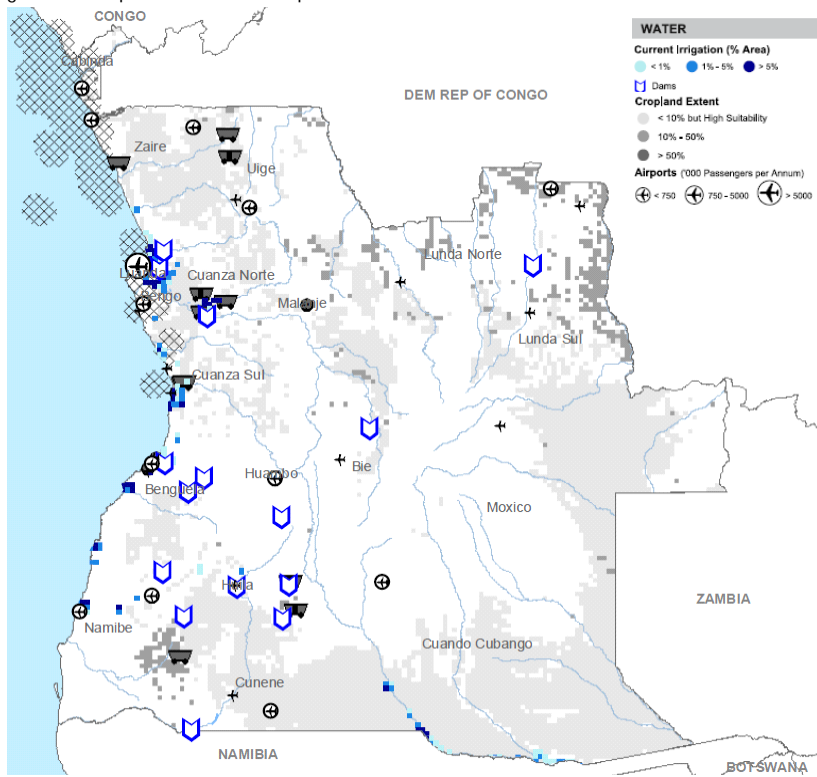 CONGO
WATER
Current Irrigation (% Area)
< 1% 1% - 5% > 5%
Dams
Cropland Extent
< 10% but High Suitability
10% - 50%
> 50%
Airports ('000 Passengers per Annum)
< 750 750 - 5000 > 5000
Cabinda
DEM REP OF CONGO
Zaire
Uige
Lunda Norte
Cuanza Norte
Luanda
Bengo
Malanje
Lunda Sul
Cuanza Sul
Huambo
Bie
Benguela
Moxico
Huila
Namibe
ZAMBIA
Cuando Cubango
Cunene
NAMIBIA
BOTSWANA